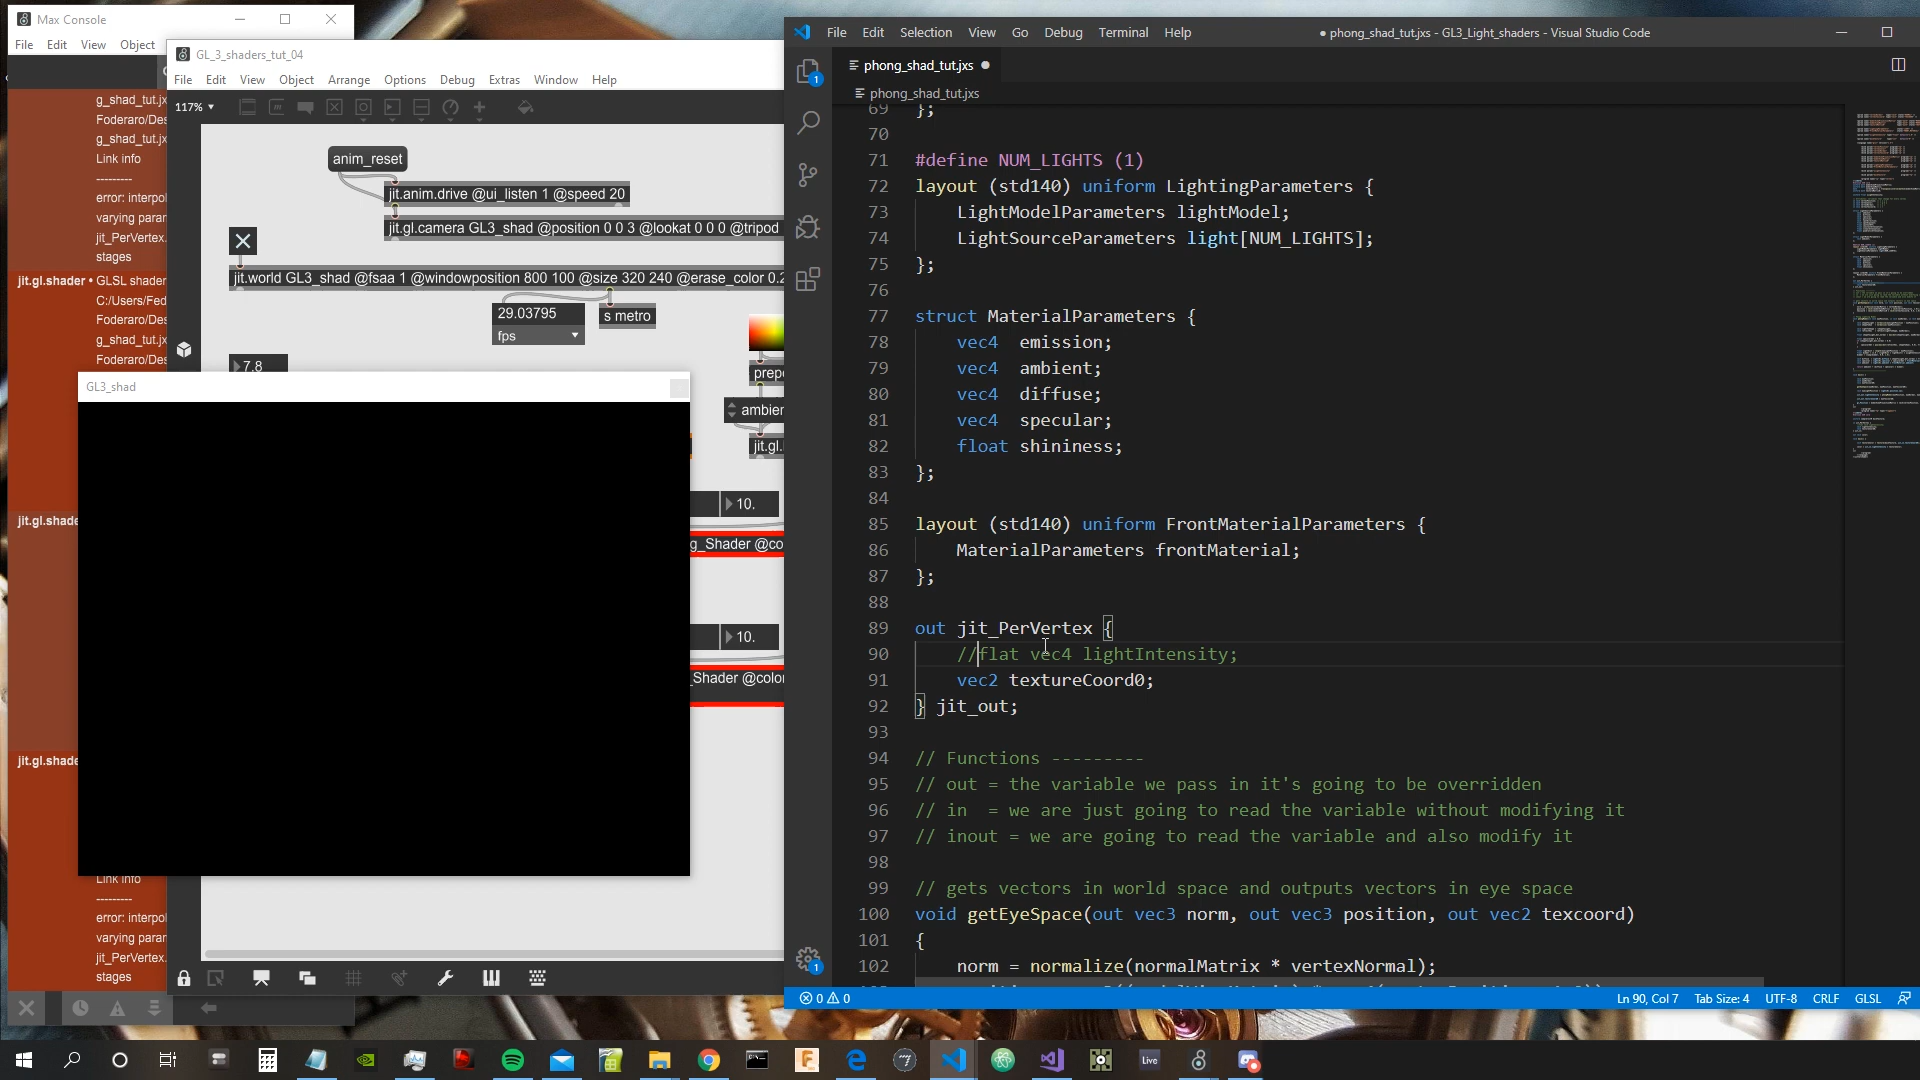 Max Console
File Edit View Object
g_shad_tut.jx
Foderaro/Des
g_shad_tut.jx
Link info
---------
error: interpol
varying param
jit_PerVertex.
stages
jit.gl.shader • GLSL shader
C:/Users/Fed
Foderaro/Des
g_shad_tut.jx
Foderaro/Des
jit.gl.shade
jit.gl.shade
Link info
---------
error: interpol
varying param
jit_PerVertex.
stages
GL_3_shaders_tut_04
File Edit View Object Arrange Options Debug Extras Window Help
117%
anim_reset
jit.anim.drive @ui_listen 1 @speed 20
jit.gl.camera GL3_shad @position 0 0 3 @lookat 0 0 0 @tripod
jit.world GL3_shad @fsaa 1 @windowposition 800 100 @size 320 240 @erase_color 0.2
29.03795
fps
s metro
7.8
prepe
ambien
jit.gl.
10.
g_Shader @co
10.
_Shader @color
GL3_shad
File Edit Selection View Go Debug Terminal Help
● phong_shad_tut.jxs - GL3_Light_shaders - Visual Studio Code
phong_shad_tut.jxs ●
phong_shad_tut.jxs
69 };
70
71 #define NUM_LIGHTS (1)
72 layout (std140) uniform LightingParameters {
73 LightModelParameters lightModel;
74 LightSourceParameters light[NUM_LIGHTS];
75 };
76
77 struct MaterialParameters {
78 vec4 emission;
79 vec4 ambient;
80 vec4 diffuse;
81 vec4 specular;
82 float shininess;
83 };
84
85 layout (std140) uniform FrontMaterialParameters {
86 MaterialParameters frontMaterial;
87 };
88
89 out jit_PerVertex {
90 //flat vec4 lightIntensity;
91 vec2 textureCoord0;
92 } jit_out;
93
94 // Functions ---------
95 // out = the variable we pass in it's going to be overridden
96 // in  = we are just going to read the variable without modifying it
97 // inout = we are going to read the variable and also modify it
98
99 // gets vectors in world space and outputs vectors in eye space
100 void getEyeSpace(out vec3 norm, out vec3 position, out vec2 texcoord)
101 {
102 norm = normalize(normalMatrix * vertexNormal);
1
1
0 0
Ln 90, Col 7 Tab Size: 4 UTF-8 CRLF GLSL
Live